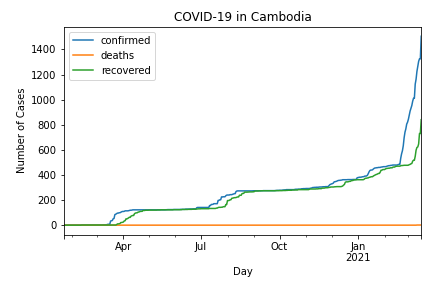 COVID-19 in Cambodia
confirmed
deaths
recovered
Number of Cases
1400
1200
1000
800
600
400
200
0
Apr
Jul
Oct
Jan
2021
Day